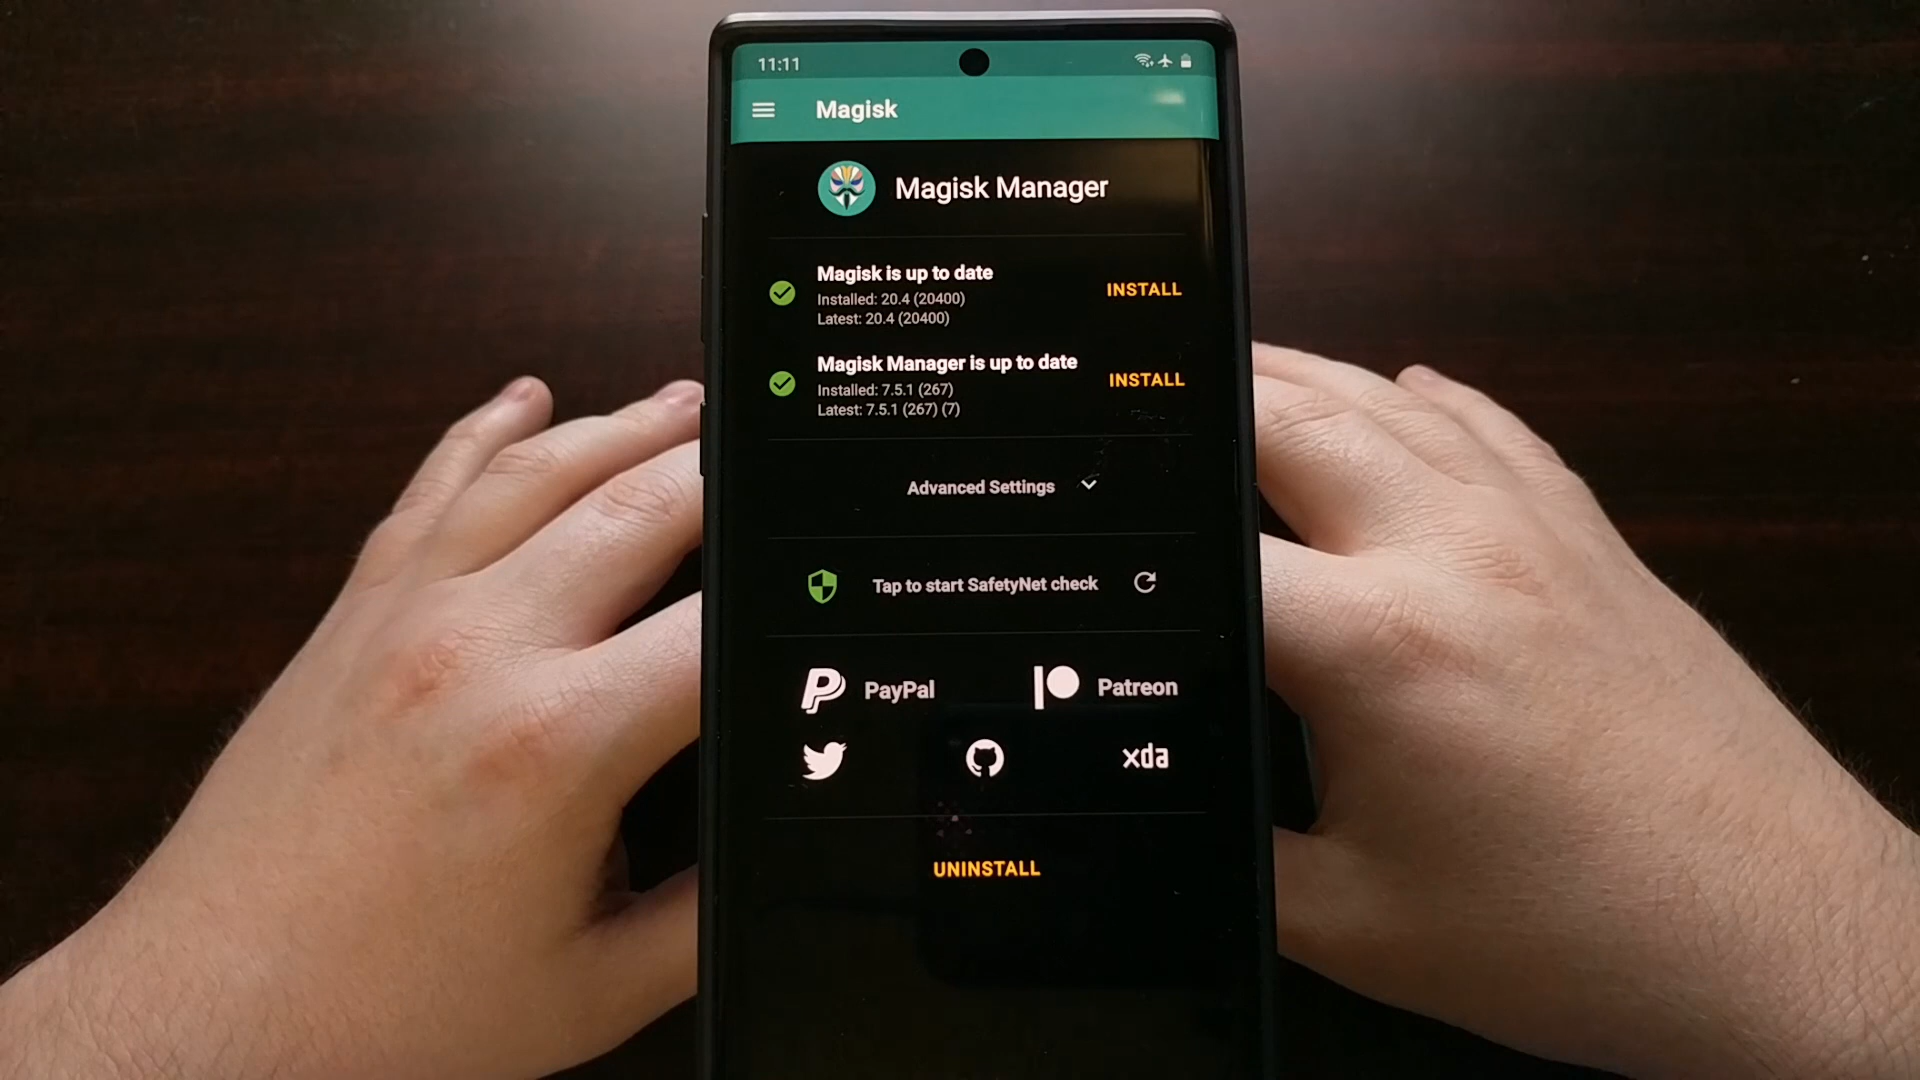 11:11
Magisk
Magisk Manager
Magisk is up to date
INSTALL
Installed: 20.4 (20400)
Latest: 20.4 (20400)
Magisk Manager is up to date
INSTALL
Installed: 7.5.1 (267)
Latest: 7.5.1 (267) (7)
Advanced Settings
Tap to start SafetyNet check
PayPal
Patreon
xda
UNINSTALL